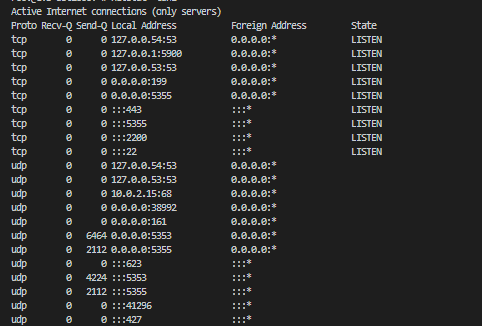 Active Internet connections (only servers)
Proto Recv-Q Send-Q Local Address Foreign Address State
tcp 0 0 127.0.0.54:53 0.0.0.0:* LISTEN
tcp 0 0 127.0.0.1:5900 0.0.0.0:* LISTEN
tcp 0 0 127.0.0.53:53 0.0.0.0:* LISTEN
tcp 0 0 0.0.0.0:199 0.0.0.0:* LISTEN
tcp 0 0 0.0.0.0:5355 0.0.0.0:* LISTEN
tcp 0 0 :::443 :::* LISTEN
tcp 0 0 :::5355 :::* LISTEN
tcp 0 0 :::2200 :::* LISTEN
tcp 0 0 :::22 :::* LISTEN
udp 0 0 127.0.0.54:53 0.0.0.0:*
udp 0 0 127.0.0.53:53 0.0.0.0:*
udp 0 0 10.0.2.15:68 0.0.0.0:*
udp 0 0 0.0.0.0:38992 0.0.0.0:*
udp 0 0 0.0.0.0:161 0.0.0.0:*
udp 0 6464 0.0.0.0:5353 0.0.0.0:*
udp 0 2112 0.0.0.0:5355 0.0.0.0:*
udp 0 0 :::623 :::*
udp 0 4224 :::5353 :::*
udp 0 2112 :::5355 :::*
udp 0 0 :::41296 :::*
udp 0 0 :::427 :::*